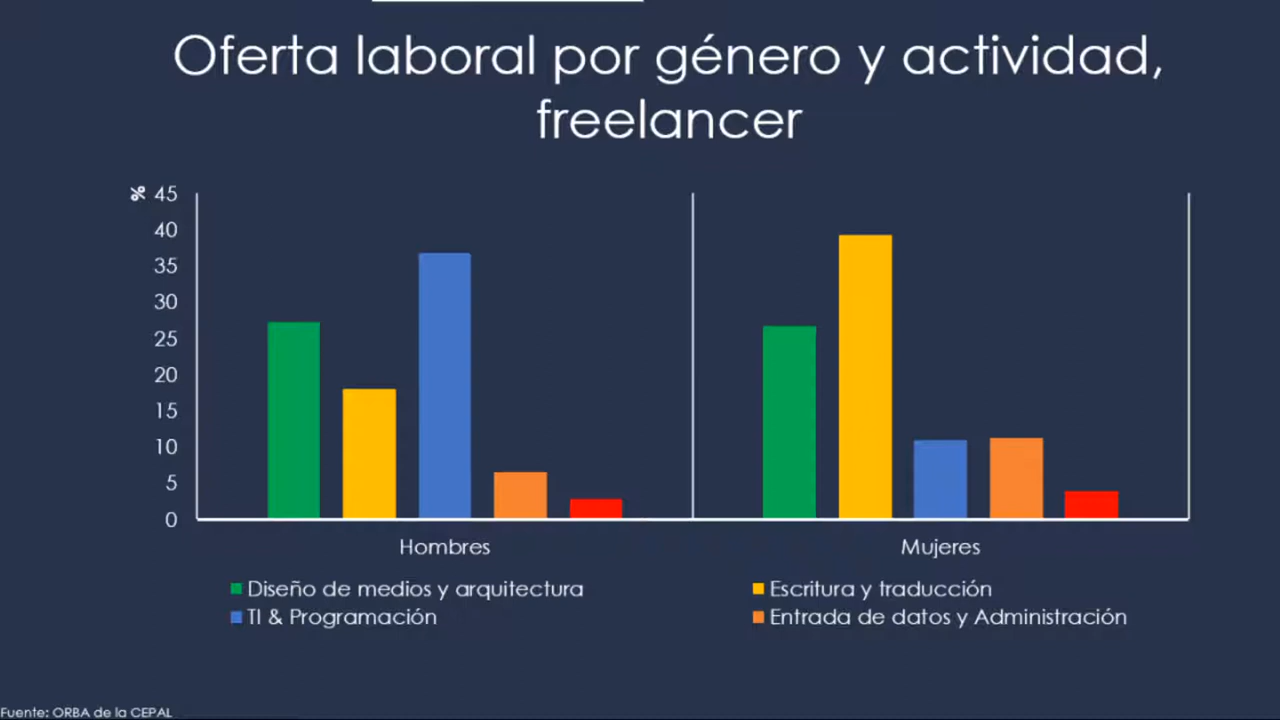 Oferta laboral por género y actividad,
freelancer
% 45
40
35
30
25
20
15
10
5
0
Hombres
Mujeres
Diseño de medios y arquitectura
Escritura y traducción
TI & Programación
Entrada de datos y Administración
Fuente: ORBA de la CEPAL